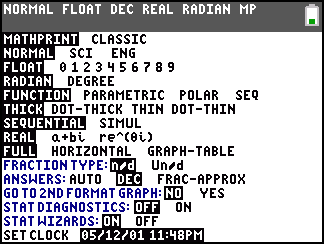 NORMAL FLOAT DEC REAL RADIAN MP
MATHPRINT CLASSIC
NORMAL SCI ENG
FLOAT 0 1 2 3 4 5 6 7 8 9
RADIAN DEGREE
FUNCTION PARAMETRIC POLAR SEQ
THICK DOT-THICK THIN DOT-THIN
SEQUENTIAL SIMUL
REAL a+bi re^(θi)
FULL HORIZONTAL GRAPH-TABLE
FRACTION TYPE: n/d Un/d
ANSWERS: AUTO DEC FRAC-APPROX
GO TO 2ND FORMAT GRAPH: NO YES
STAT DIAGNOSTICS: OFF ON
STAT WIZARDS: ON OFF
SET CLOCK 05/12/01 11:48PM